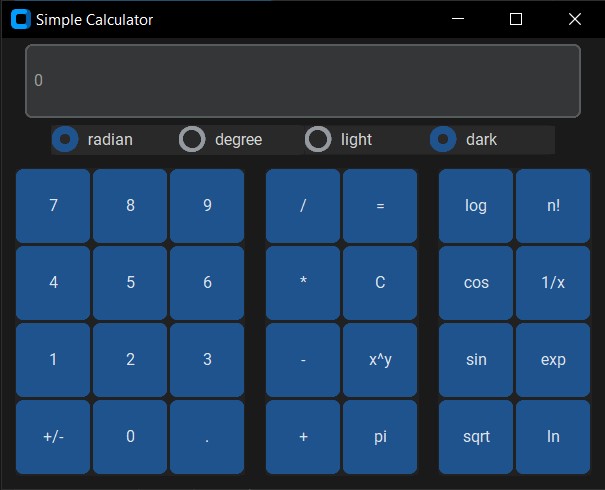 Simple Calculator
0
radian degree light dark
7 8 9 / = log n!
4 5 6 * C cos 1/x
1 2 3 - x^y sin exp
+/- 0 . + pi sqrt ln